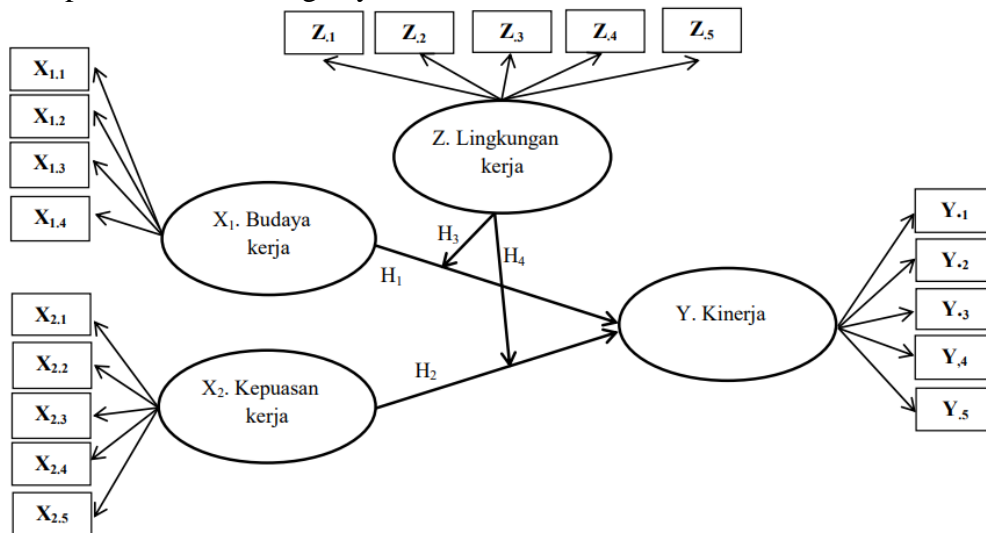 Z.1 Z.2 Z.3 Z.4 Z.5
X1.1
X1.2
X1.3
X1.4
Z. Lingkungan
kerja
X1. Budaya
kerja
H3
H4
H1
Y.1
Y.2
Y.3
Y,4
Y.5
Y. Kinerja
X2.1
X2.2
X2.3
X2.4
X2.5
X2. Kepuasan
kerja
H2